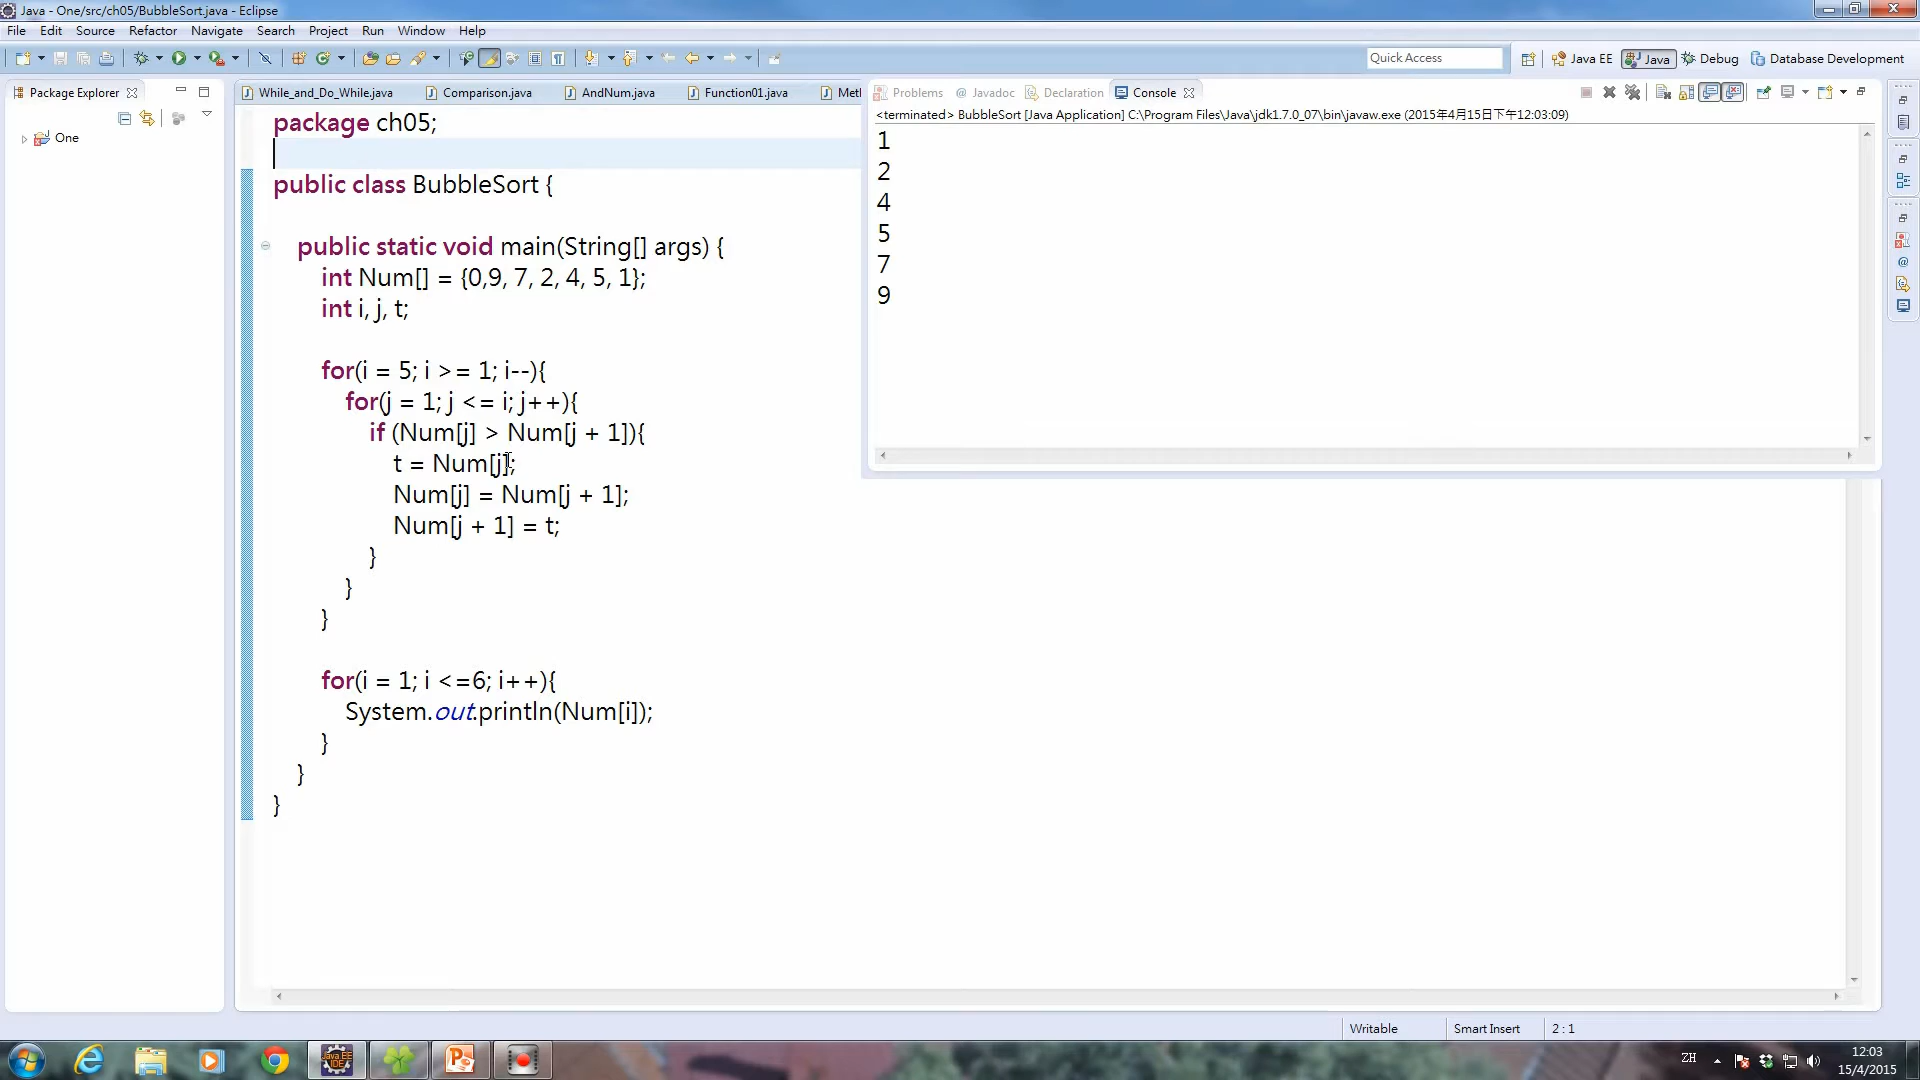 Java - One/src/ch05/BubbleSort.java - Eclipse
File Edit Source Refactor Navigate Search Project Run Window Help
Quick Access
Java EE Java Debug Database Development
Package Explorer
One
While_and_Do_While.java Comparison.java AndNum.java Function01.java Met
package ch05;
public class BubbleSort {
public static void main(String[] args) {
int Num[] = {0,9, 7, 2, 4, 5, 1};
int i, j, t;
for(i = 5; i >= 1; i--){
for(j = 1; j <= i; j++){
if (Num[j] > Num[j + 1]){
t = Num[j];
Num[j] = Num[j + 1];
Num[j + 1] = t;
}
}
}
for(i = 1; i <=6; i++){
System.out.println(Num[i]);
}
}
}
Problems @ Javadoc Declaration Console
<terminated> BubbleSort [Java Application] C:\Program Files\Java\jdk1.7.0_07\bin\javaw.exe (2015年4月15日下午12:03:09)
1
2
4
5
7
9
Writable Smart Insert 2 : 1
Java EE
IDE
ZH
12:03
15/4/2015